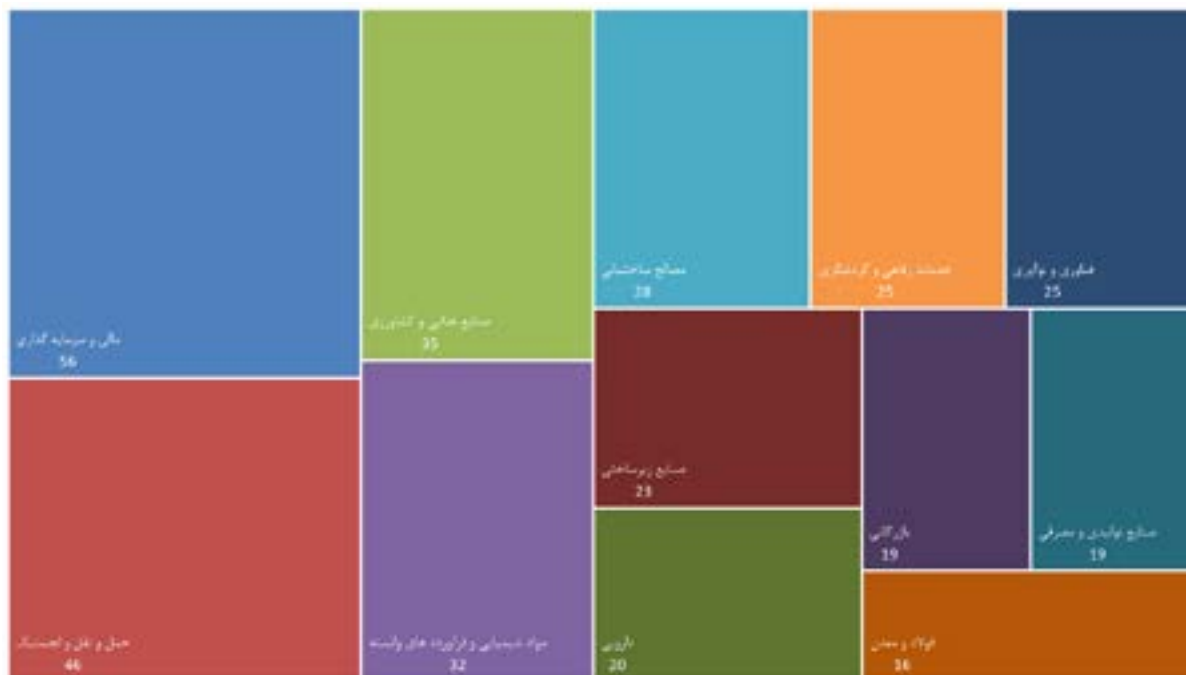 مالی و سرمایه گذاری
56
صنایع غذایی و کشاورزی
35
مصالح ساختمانی
28
خدمات رفاهی و گردشگری
25
فناوری و نوآوری
25
صنایع زیرساختی
23
بازرگانی
19
صنایع تولیدی و مصرفی
19
حمل و نقل و لجستیک
46
مواد شیمیایی و فرآورده های وابسته
32
دارویی
20
فولاد و معدن
16